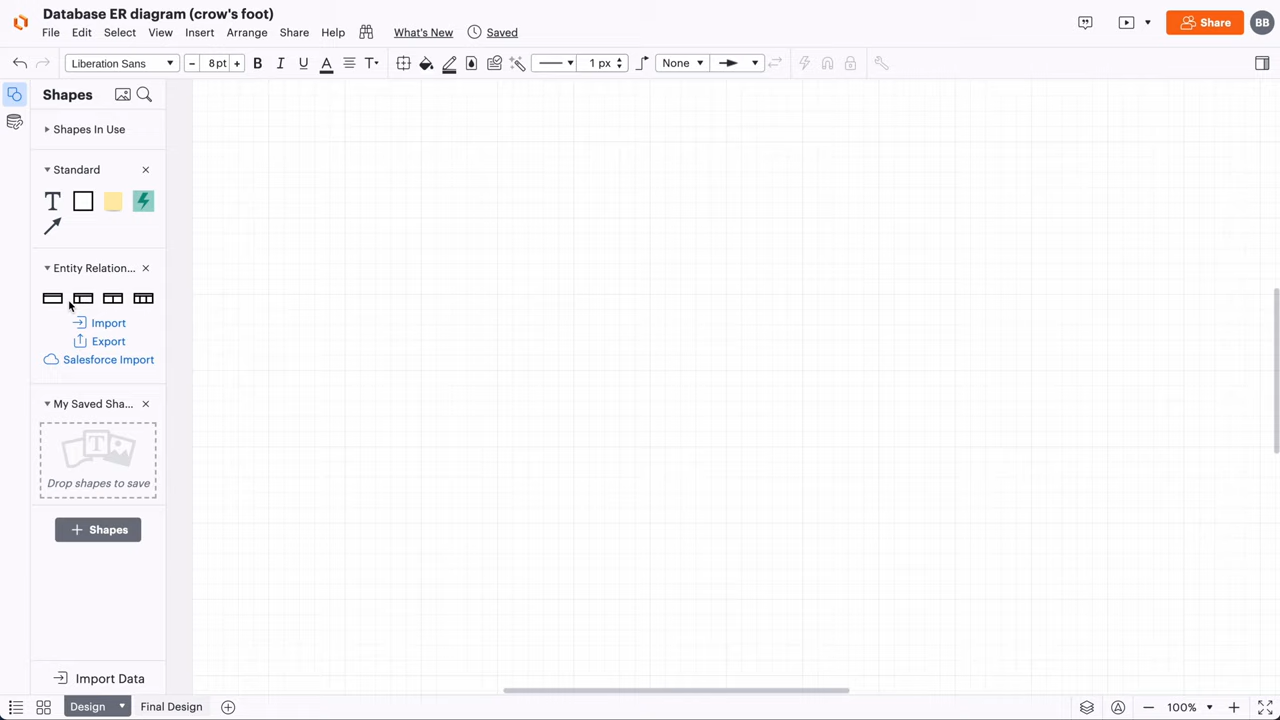 Database ER diagram (crow's foot)
File Edit Select View Insert Arrange Share Help What's New Saved
Share
BB
Liberation Sans − 8 pt + B I U A T 1 px None
Shapes
Shapes In Use
Standard
T
Entity Relation...
Import
Export
Salesforce Import
My Saved Sha...
T
Drop shapes to save
+ Shapes
Import Data
Design Final Design 100%